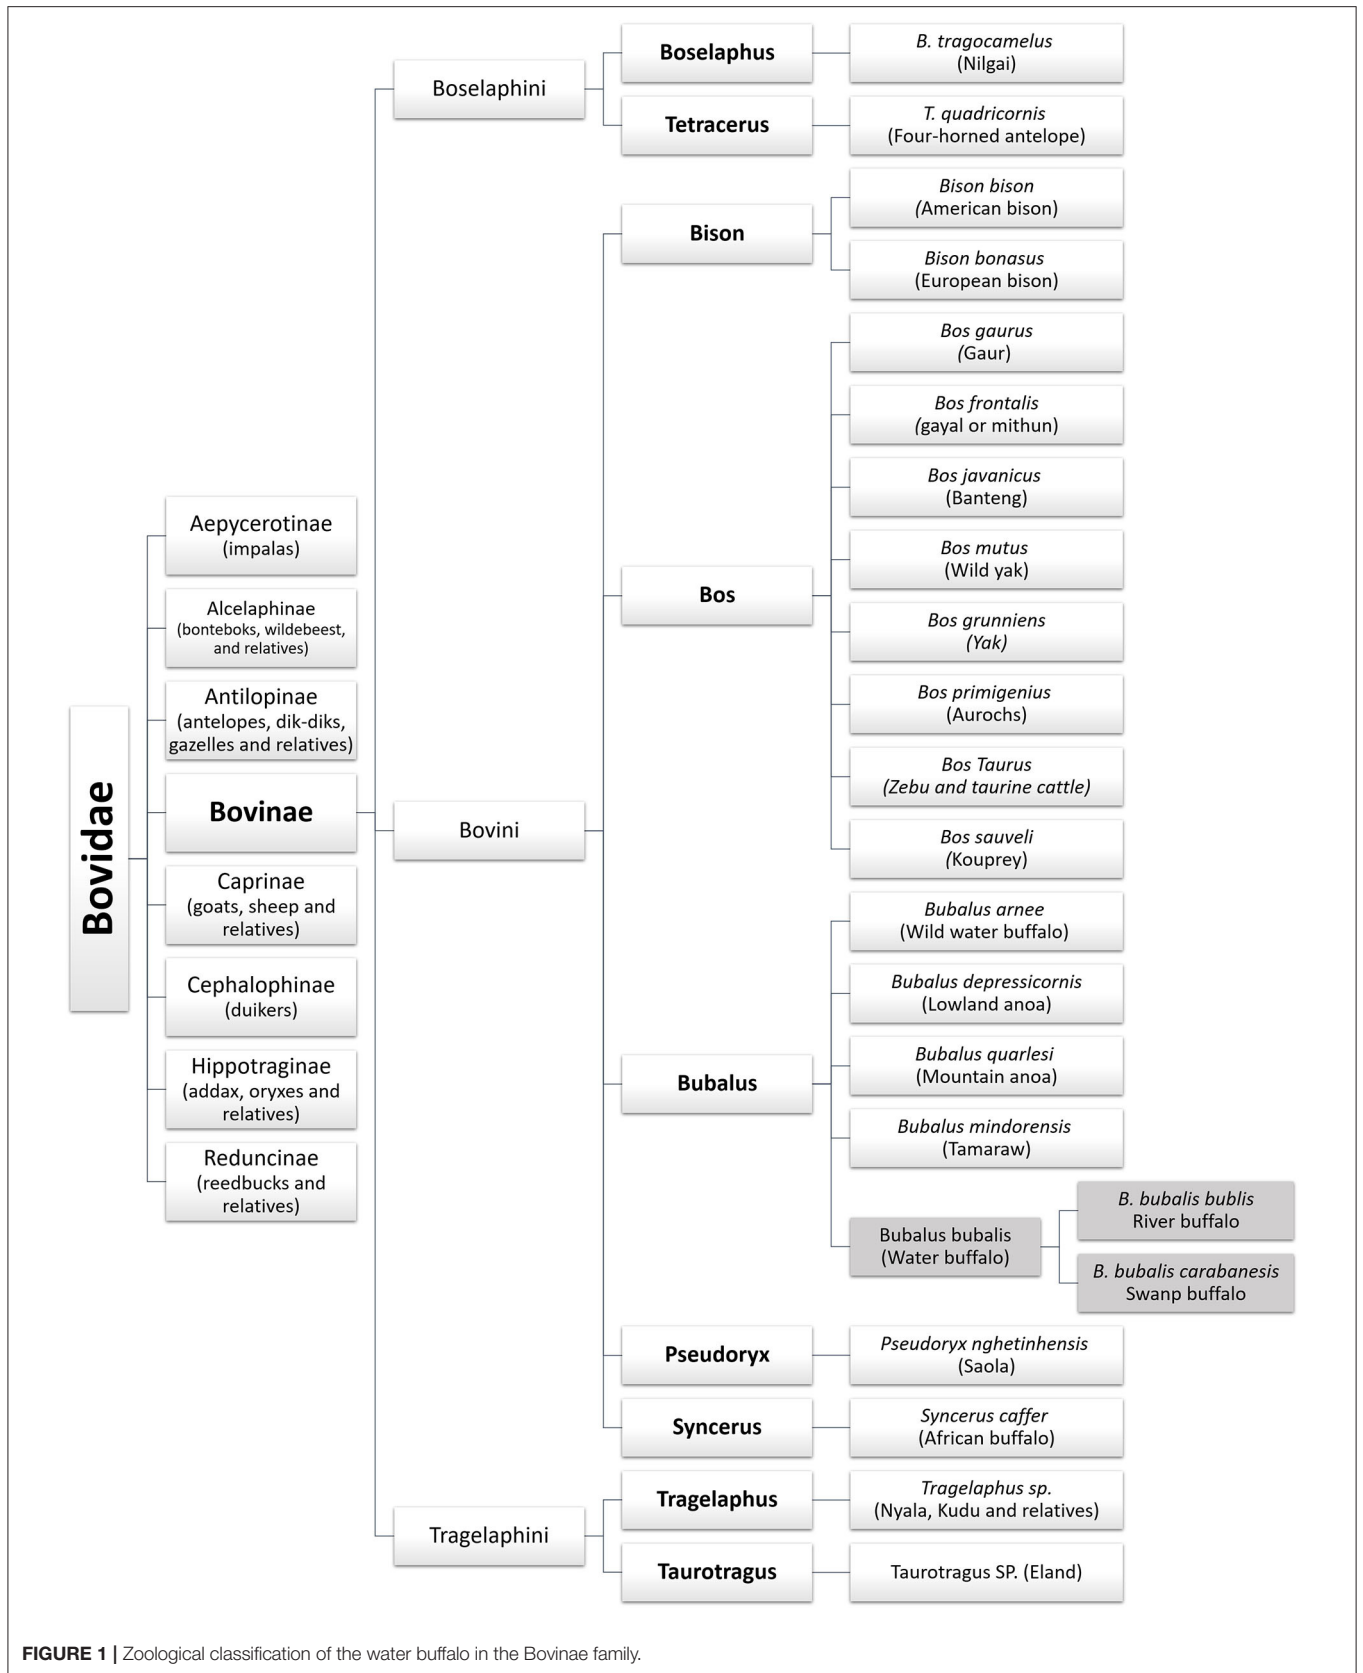 Bovidae
Aepycerotinae
(impalas)
Alcelaphinae
(bonteboks, wildebeest,
and relatives)
Antilopinae
(antelopes, dik-diks,
gazelles and relatives)
Bovinae
Caprinae
(goats, sheep and
relatives)
Cephalophinae
(duikers)
Hippotraginae
(addax, oryxes and
relatives)
Reduncinae
(reedbucks and
relatives)
Boselaphini
Bovini
Tragelaphini
Boselaphus
Tetracerus
Bison
Bos
Bubalus
Pseudoryx
Syncerus
Tragelaphus
Taurotragus
B. tragocamelus
(Nilgai)
T. quadricornis
(Four-horned antelope)
Bison bison
(American bison)
Bison bonasus
(European bison)
Bos gaurus
(Gaur)
Bos frontalis
(gayal or mithun)
Bos javanicus
(Banteng)
Bos mutus
(Wild yak)
Bos grunniens
(Yak)
Bos primigenius
(Aurochs)
Bos Taurus
(Zebu and taurine cattle)
Bos sauveli
(Kouprey)
Bubalus arnee
(Wild water buffalo)
Bubalus depressicornis
(Lowland anoa)
Bubalus quarlesi
(Mountain anoa)
Bubalus mindorensis
(Tamaraw)
Bubalus bubalis
(Water buffalo)
B. bubalis bublis
River buffalo
B. bubalis carabanesis
Swanp buffalo
Pseudoryx nghetinhensis
(Saola)
Syncerus caffer
(African buffalo)
Tragelaphus sp.
(Nyala, Kudu and relatives)
Taurotragus SP. (Eland)
FIGURE 1 | Zoological classification of the water buffalo in the Bovinae family.